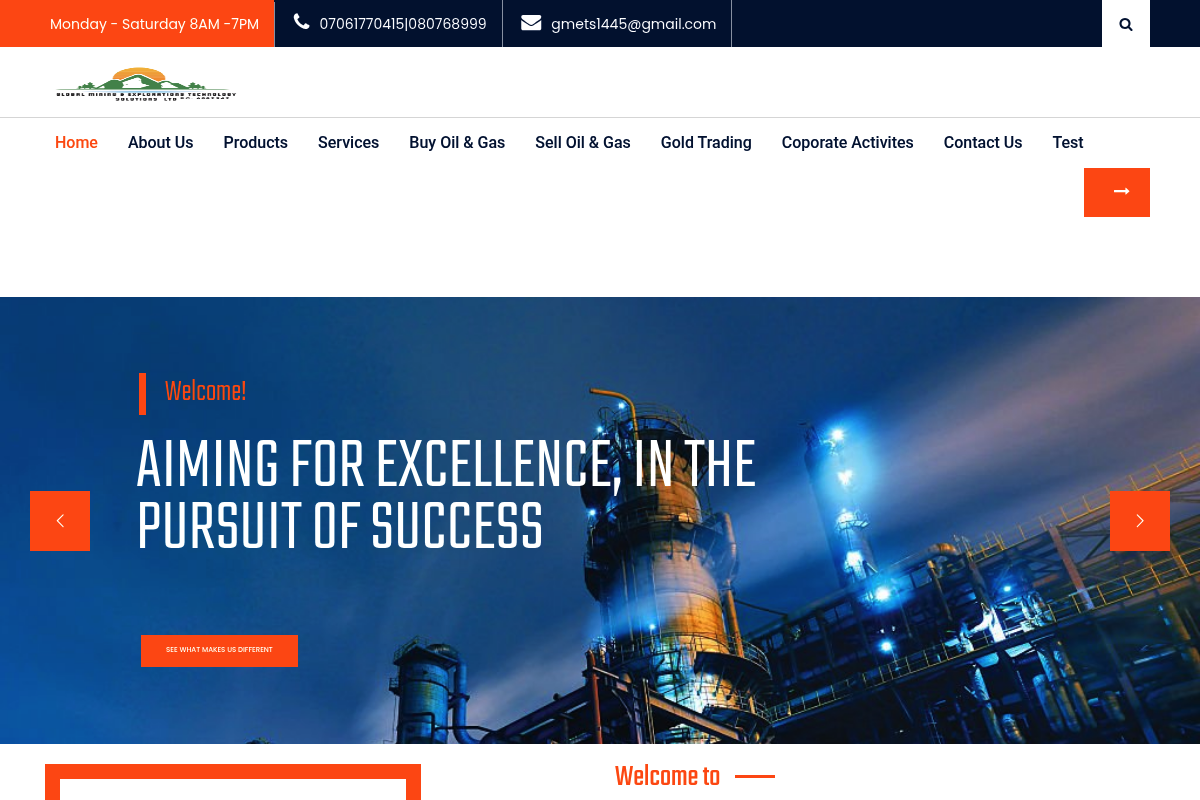 Monday - Saturday 8AM -7PM
07061770415|080768999
gmets1445@gmail.com
GLOBAL MINING & EXPLORATIONS TECHNOLOGY
SOLUTIONS LTD
Home
About Us
Products
Services
Buy Oil & Gas
Sell Oil & Gas
Gold Trading
Coporate Activites
Contact Us
Test
Welcome!
AIMING FOR EXCELLENCE, IN THE
PURSUIT OF SUCCESS
SEE WHAT MAKES US DIFFERENT
Welcome to